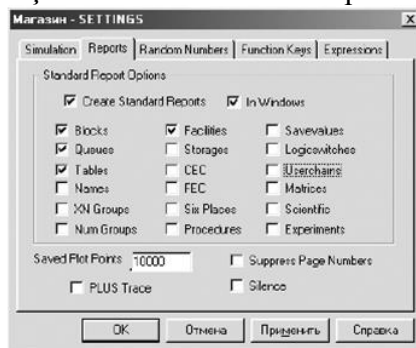 Магазин - SETTINGS
Simulation Reports Random Numbers Function Keys Expressions
Standard Report Options
Create Standard Reports In Windows
Blocks Facilities Savevalues
Queues Storages Logicswitches
Tables CEC Userchains
Names FEC Matrices
XN Groups Six Places Scientific
Num Groups Procedures Experiments
Saved Plot Points 10000 Suppress Page Numbers
PLUS Trace Silence
OK Отмена Применить Справка